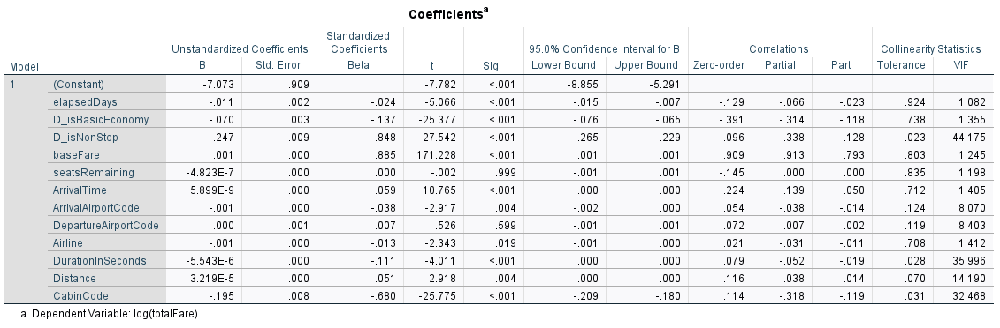 Coefficientsa
Unstandardized Coefficients Standardized Coefficients 95.0% Confidence Interval for B Correlations Collinearity Statistics
Model B Std. Error Beta t Sig. Lower Bound Upper Bound Zero-order Partial Part Tolerance VIF
1 (Constant) -7.073 .909 -7.782 <.001 -8.855 -5.291
elapsedDays -.011 .002 -.024 -5.066 <.001 -.015 -.007 -.129 -.066 -.023 .924 1.082
D_isBasicEconomy -.070 .003 -.137 -25.377 <.001 -.076 -.065 -.391 -.314 -.118 .738 1.355
D_isNonStop -.247 .009 -.848 -27.542 <.001 -.265 -.229 -.096 -.338 -.128 .023 44.175
baseFare .001 .000 .885 171.228 <.001 .001 .001 .909 .913 .793 .803 1.245
seatsRemaining -4.823E-7 .000 .000 -.002 .999 -.001 .001 -.145 .000 .000 .835 1.198
ArrivalTime 5.899E-9 .000 .059 10.765 <.001 .000 .000 .224 .139 .050 .712 1.405
ArrivalAirportCode -.001 .000 -.038 -2.917 .004 -.002 .000 .054 -.038 -.014 .124 8.070
DepartureAirportCode .000 .001 .007 .526 .599 -.001 .001 .072 .007 .002 .119 8.403
Airline -.001 .000 -.013 -2.343 .019 -.001 .000 .021 -.031 -.011 .708 1.412
DurationInSeconds -5.543E-6 .000 -.111 -4.011 <.001 .000 .000 .079 -.052 -.019 .028 35.996
Distance 3.219E-5 .000 .051 2.918 .004 .000 .000 .116 .038 .014 .070 14.190
CabinCode -.195 .008 -.680 -25.775 <.001 -.209 -.180 .114 -.318 -.119 .031 32.468
a. Dependent Variable: log(totalFare)